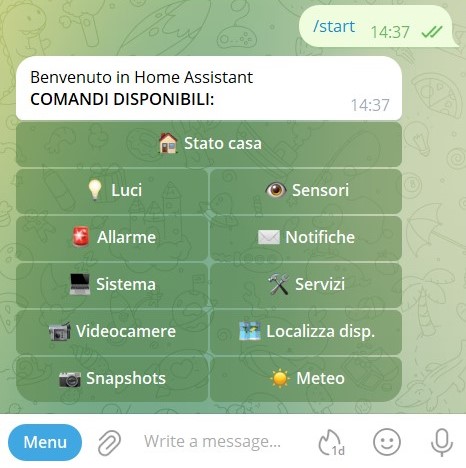 /start 14:37
Benvenuto in Home Assistant
COMANDI DISPONIBILI:
14:37
Stato casa
Luci
Sensori
Allarme
Notifiche
Sistema
Servizi
Videocamere
Localizza disp.
Snapshots
Meteo
Menu
Write a message...
1d